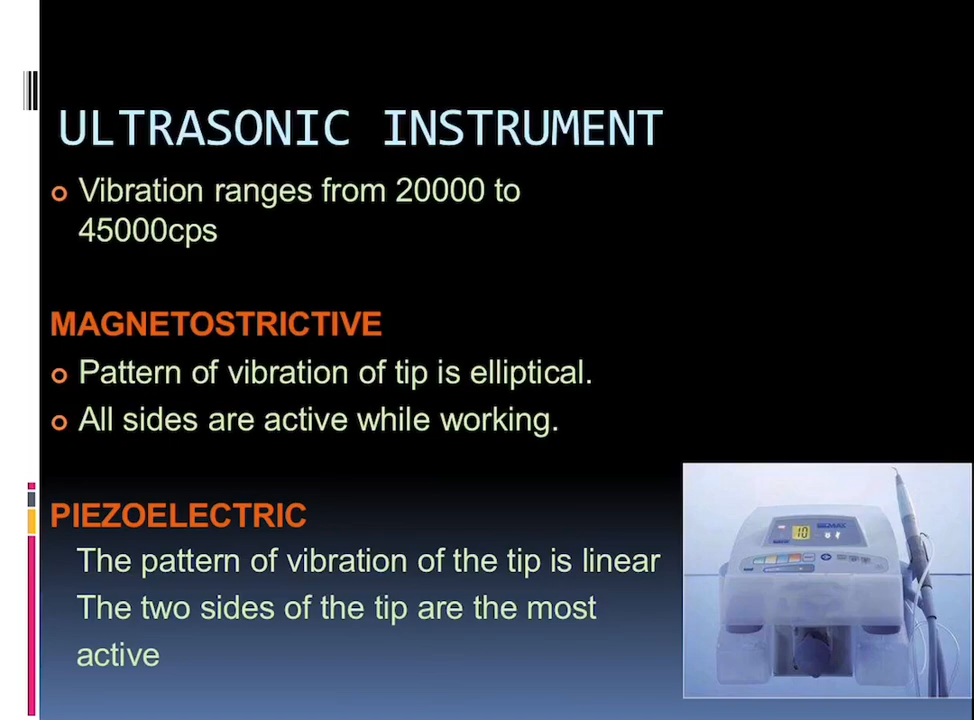 ULTRASONIC INSTRUMENT
Vibration ranges from 20000 to
45000cps
MAGNETOSTRICTIVE
Pattern of vibration of tip is elliptical.
All sides are active while working.
PIEZOELECTRIC
The pattern of vibration of the tip is linear
The two sides of the tip are the most
active
10